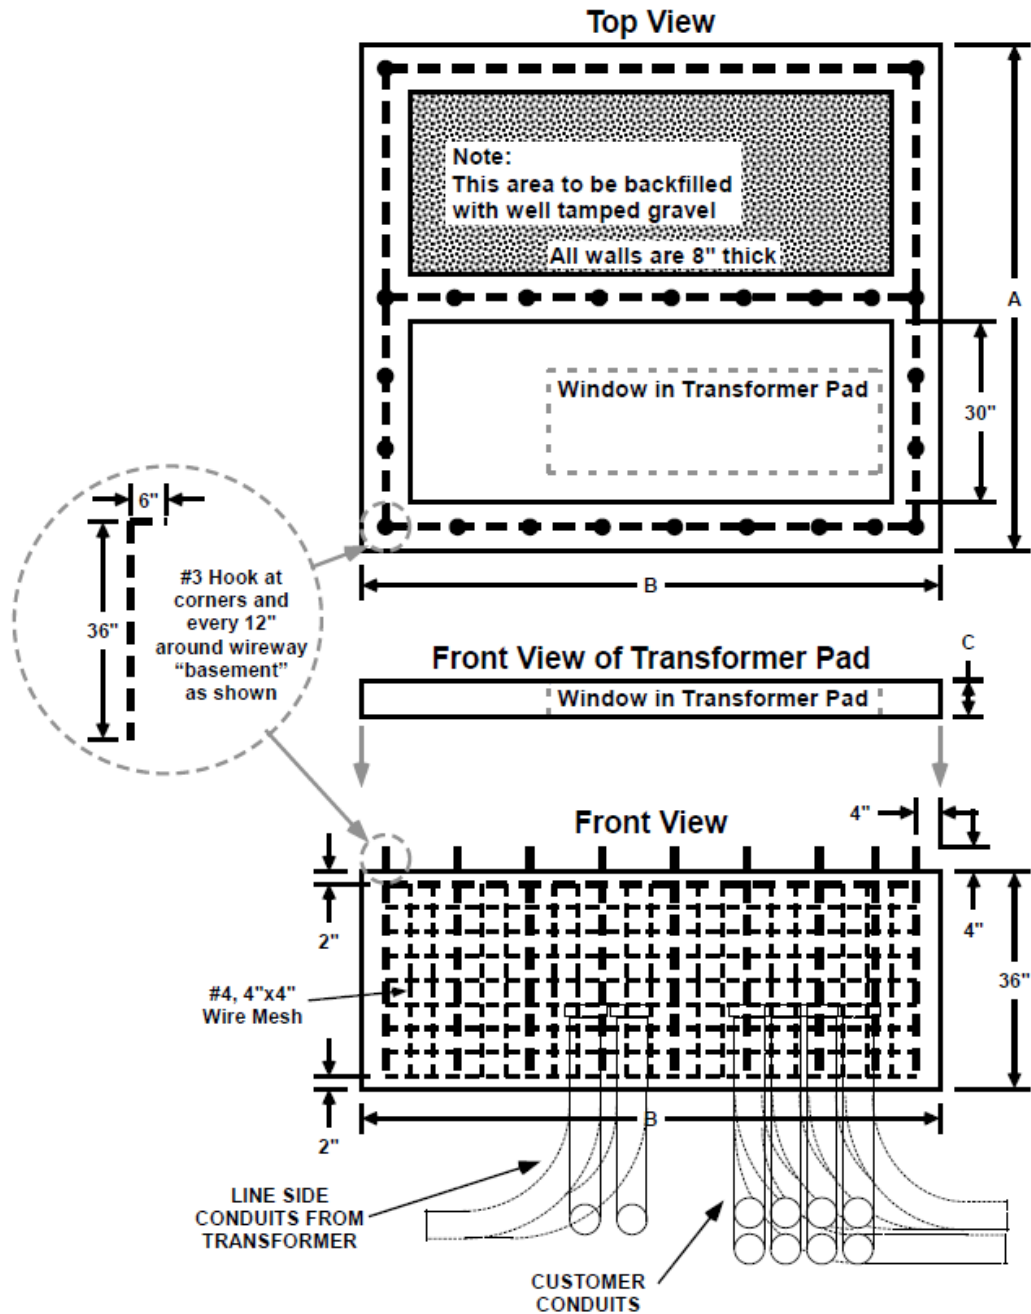 Top View
Note:
This area to be backfilled
with well tamped gravel
All walls are 8" thick
A
Window in Transformer Pad
30"
6"
#3 Hook at
corners and
every 12"
around wireway
“basement”
as shown
36"
B
Front View of Transformer Pad
C
Window in Transformer Pad
Front View
4"
4"
2"
36"
#4, 4"x4"
Wire Mesh
2"
B
LINE SIDE
CONDUITS FROM
TRANSFORMER
CUSTOMER
CONDUITS